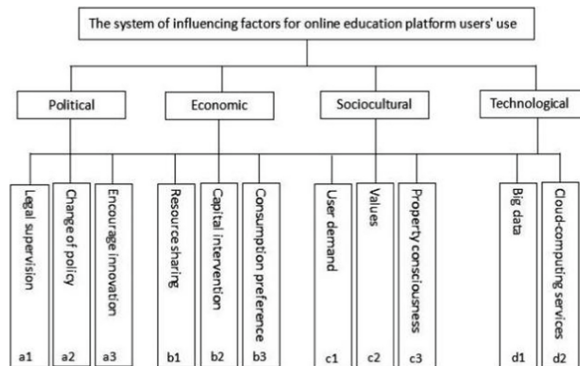 The system of influencing factors for online education platform users' use
Political
Economic
Sociocultural
Technological
Legal supervision
a1
Change of policy
a2
Encourage innovation
a3
Resource sharing
b1
Capital intervention
b2
Consumption preference
b3
User demand
c1
Values
c2
Property consciousness
c3
Big data
d1
Cloud-computing services
d2